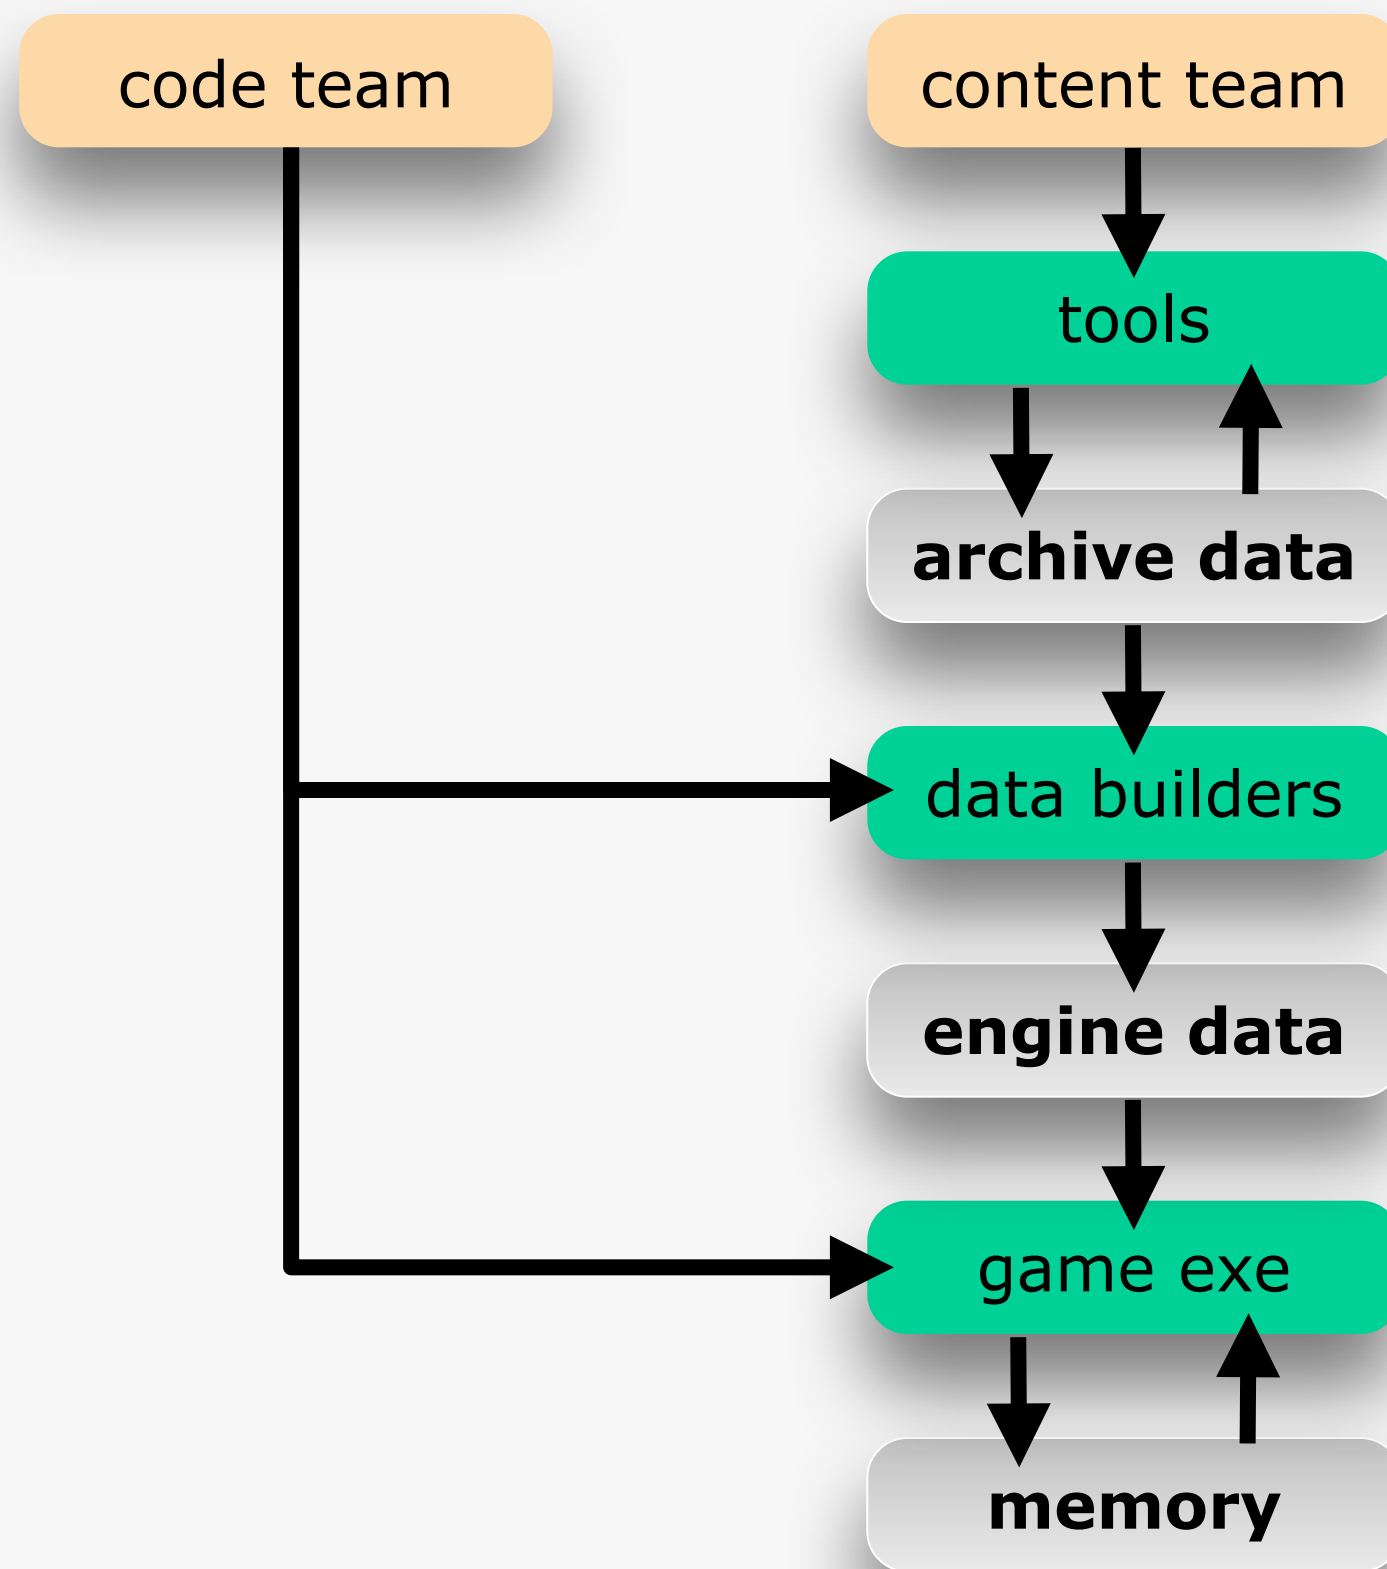 code team
content team
tools
archive data
data builders
engine data
game exe
memory